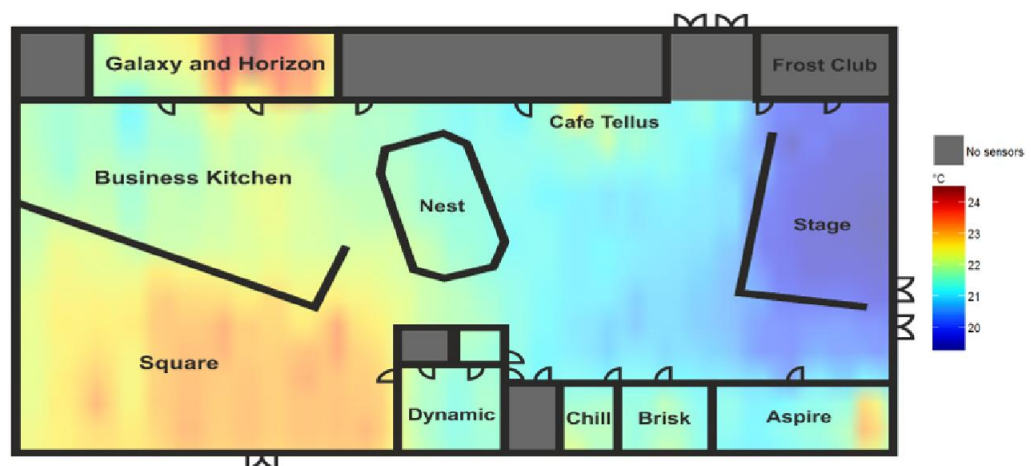 Galaxy and Horizon
Frost Club
Cafe Tellus
No sensors
°C
Business Kitchen
24
Nest
23
Stage
22
21
20
Square
Dynamic
Chill
Brisk
Aspire